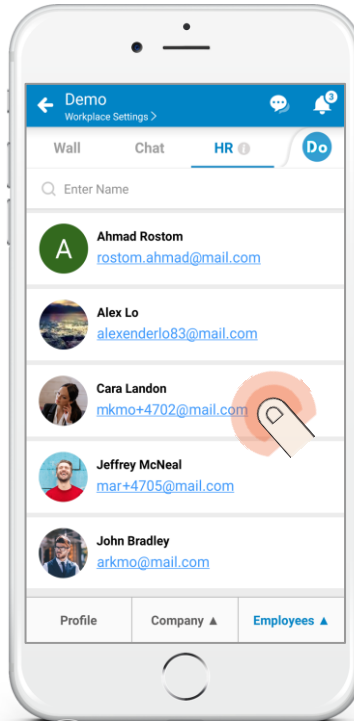 Demo
Workplace Settings >
3
Wall Chat HR i Do
Enter Name
A
Ahmad Rostom
rostom.ahmad@mail.com
Alex Lo
alexenderlo83@mail.com
Cara Landon
mkmo+4702@mail.com
Jeffrey McNeal
mar+4705@mail.com
John Bradley
arkmo@mail.com
Profile Company ▲ Employees ▲